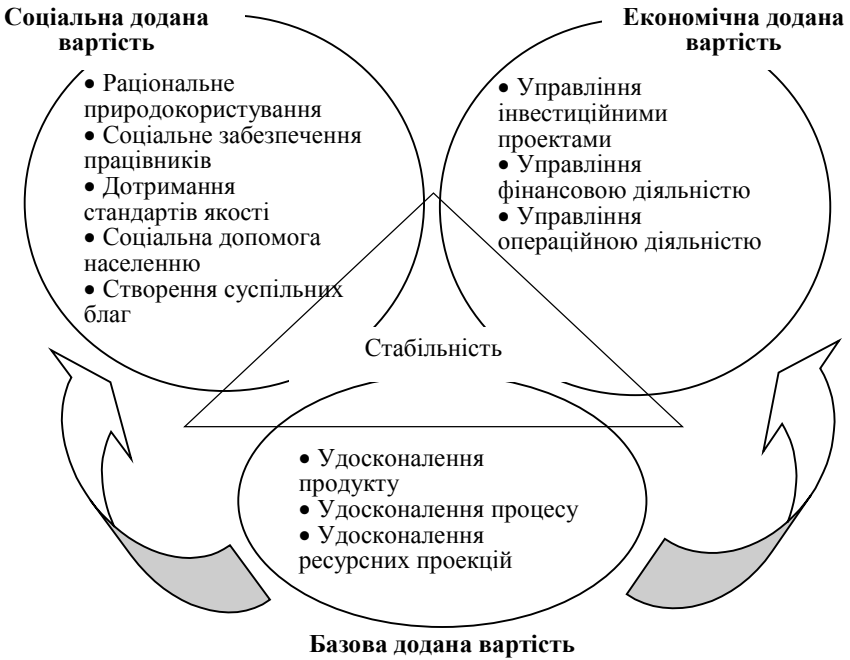 Соціальна додана
вартість
• Раціональне
природокористування
• Соціальне забезпечення
працівників
• Дотримання
стандартів якості
• Соціальна допомога
населенню
• Створення суспільних
благ
Економічна додана
вартість
• Управління
інвестиційними
проектами
• Управління
фінансовою діяльністю
• Управління
операційною діяльністю
Стабільність
• Удосконалення
продукту
• Удосконалення процесу
• Удосконалення
ресурсних проекцій
Базова додана вартість